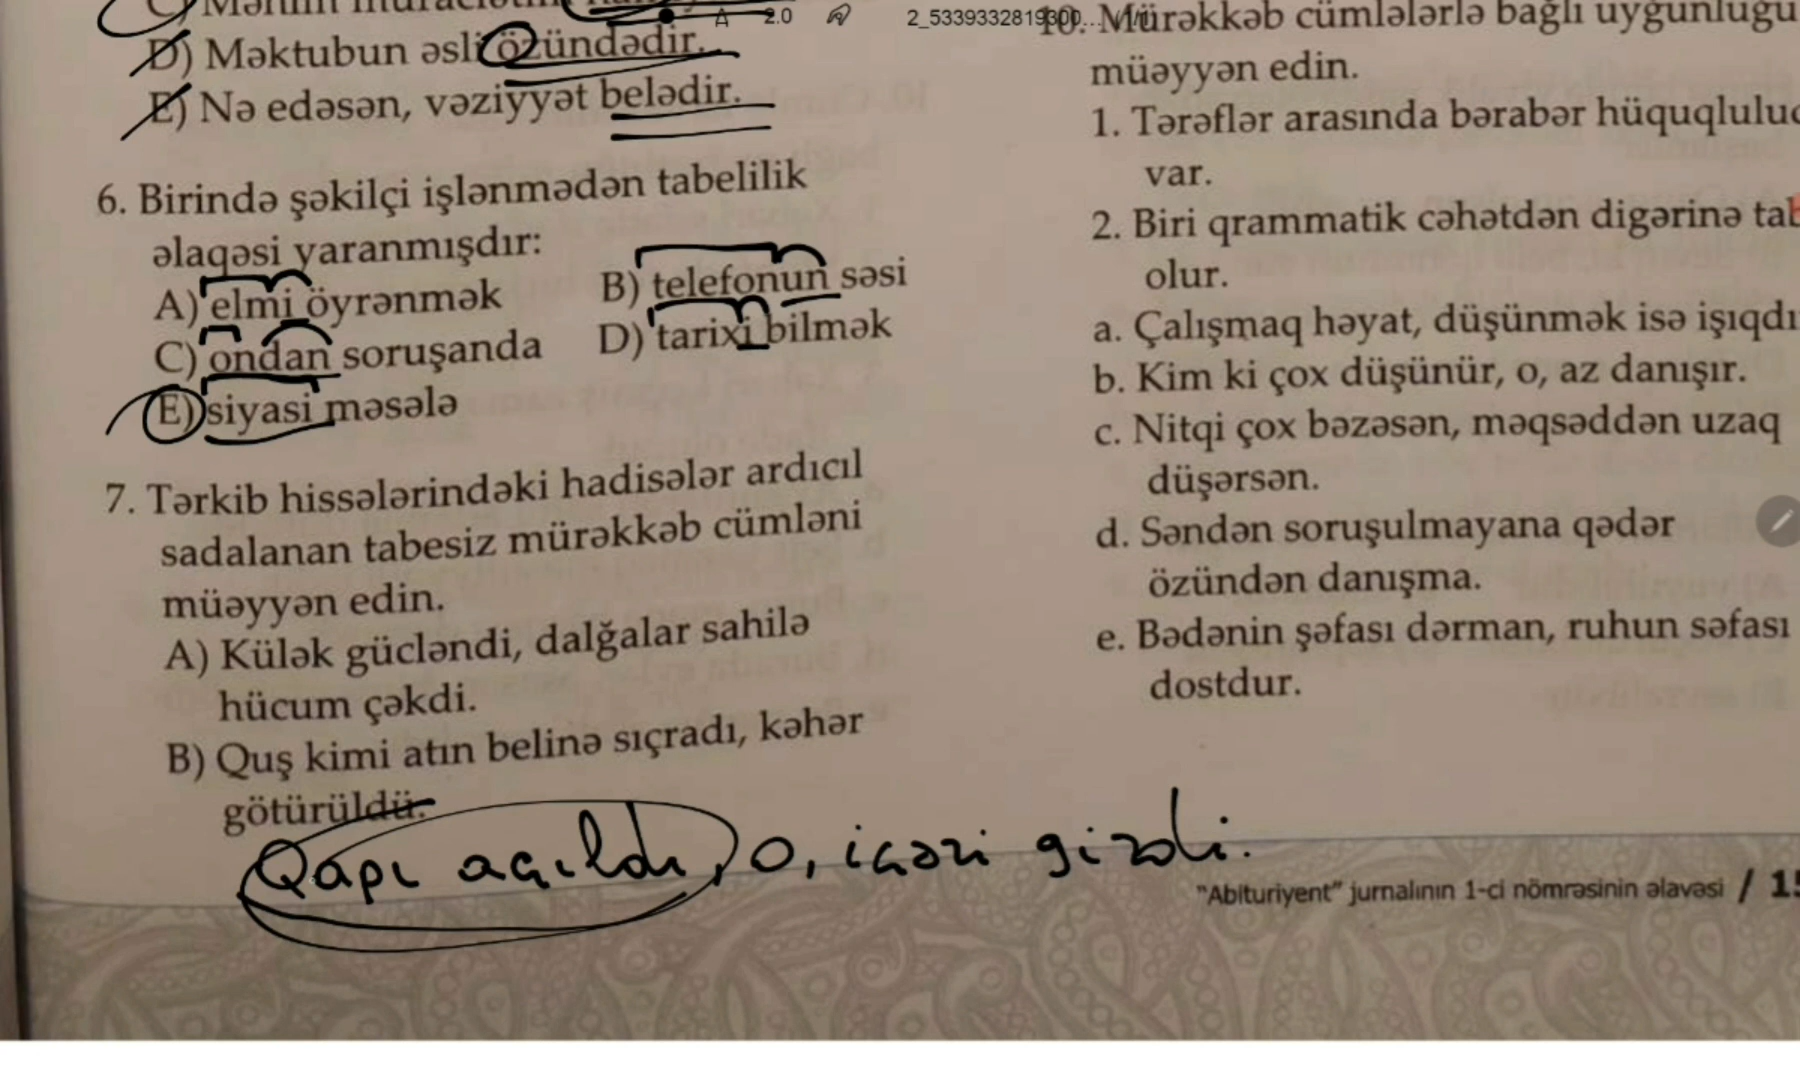 D) Məktubun əsli özündədir.
E) Nə edəsən, vəziyyət belədir.
6. Birində şəkilçi işlənmədən tabelilik
əlaqəsi yaranmışdır:
A) elmi öyrənmək B) telefonun səsi
C) ondan soruşanda D) tarixi bilmək
E) siyasi məsələ
7. Tərkib hissələrindəki hadisələr ardıcıl
sadalanan tabesiz mürəkkəb cümləni
müəyyən edin.
A) Külək gücləndi, dalğalar sahilə
hücum çəkdi.
B) Quş kimi atın belinə sıçradı, kəhər
götürüldü.
Qapı açıldı, o, içəri girdi.
2.0
2_5339332819300...
10. Mürəkkəb cümlələrlə bağlı uyğunluğu
müəyyən edin.
1. Tərəflər arasında bərabər hüquqluluq
var.
2. Biri qrammatik cəhətdən digərinə tab
olur.
a. Çalışmaq həyat, düşünmək isə işıqdı
b. Kim ki çox düşünür, o, az danışır.
c. Nitqi çox bəzəsən, məqsəddən uzaq
düşərsən.
d. Səndən soruşulmayana qədər
özündən danışma.
e. Bədənin şəfası dərman, ruhun səfası
dostdur.
"Abituriyent" jurnalının 1-ci nömrəsinin əlavəsi / 15